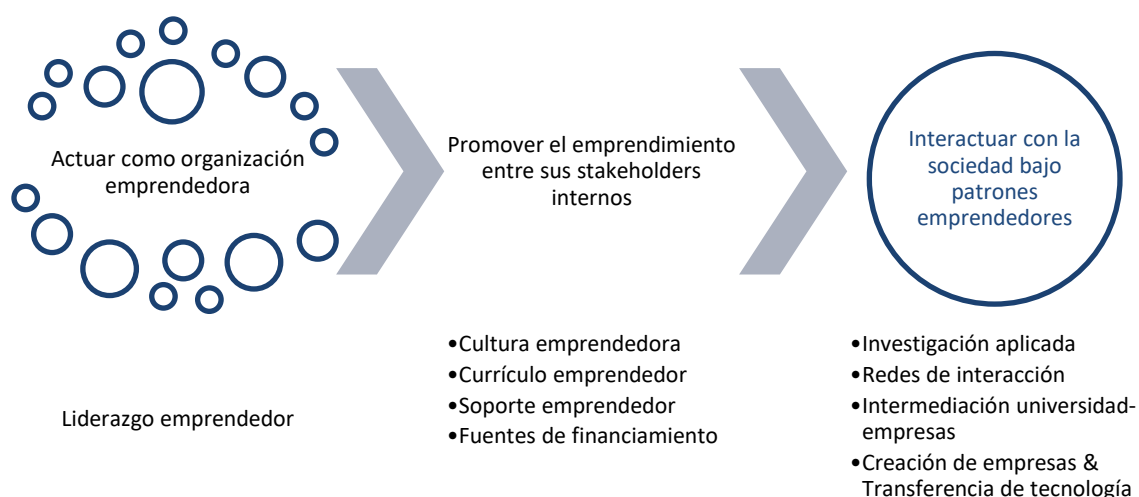 Actuar como organización
emprendedora
Promover el emprendimiento
entre sus stakeholders
internos
Interactuar con la
sociedad bajo
patrones
emprendedores
Liderazgo emprendedor
•Cultura emprendedora
•Currículo emprendedor
•Soporte emprendedor
•Fuentes de financiamiento
•Investigación aplicada
•Redes de interacción
•Intermediación universidad-
empresas
•Creación de empresas &
Transferencia de tecnología